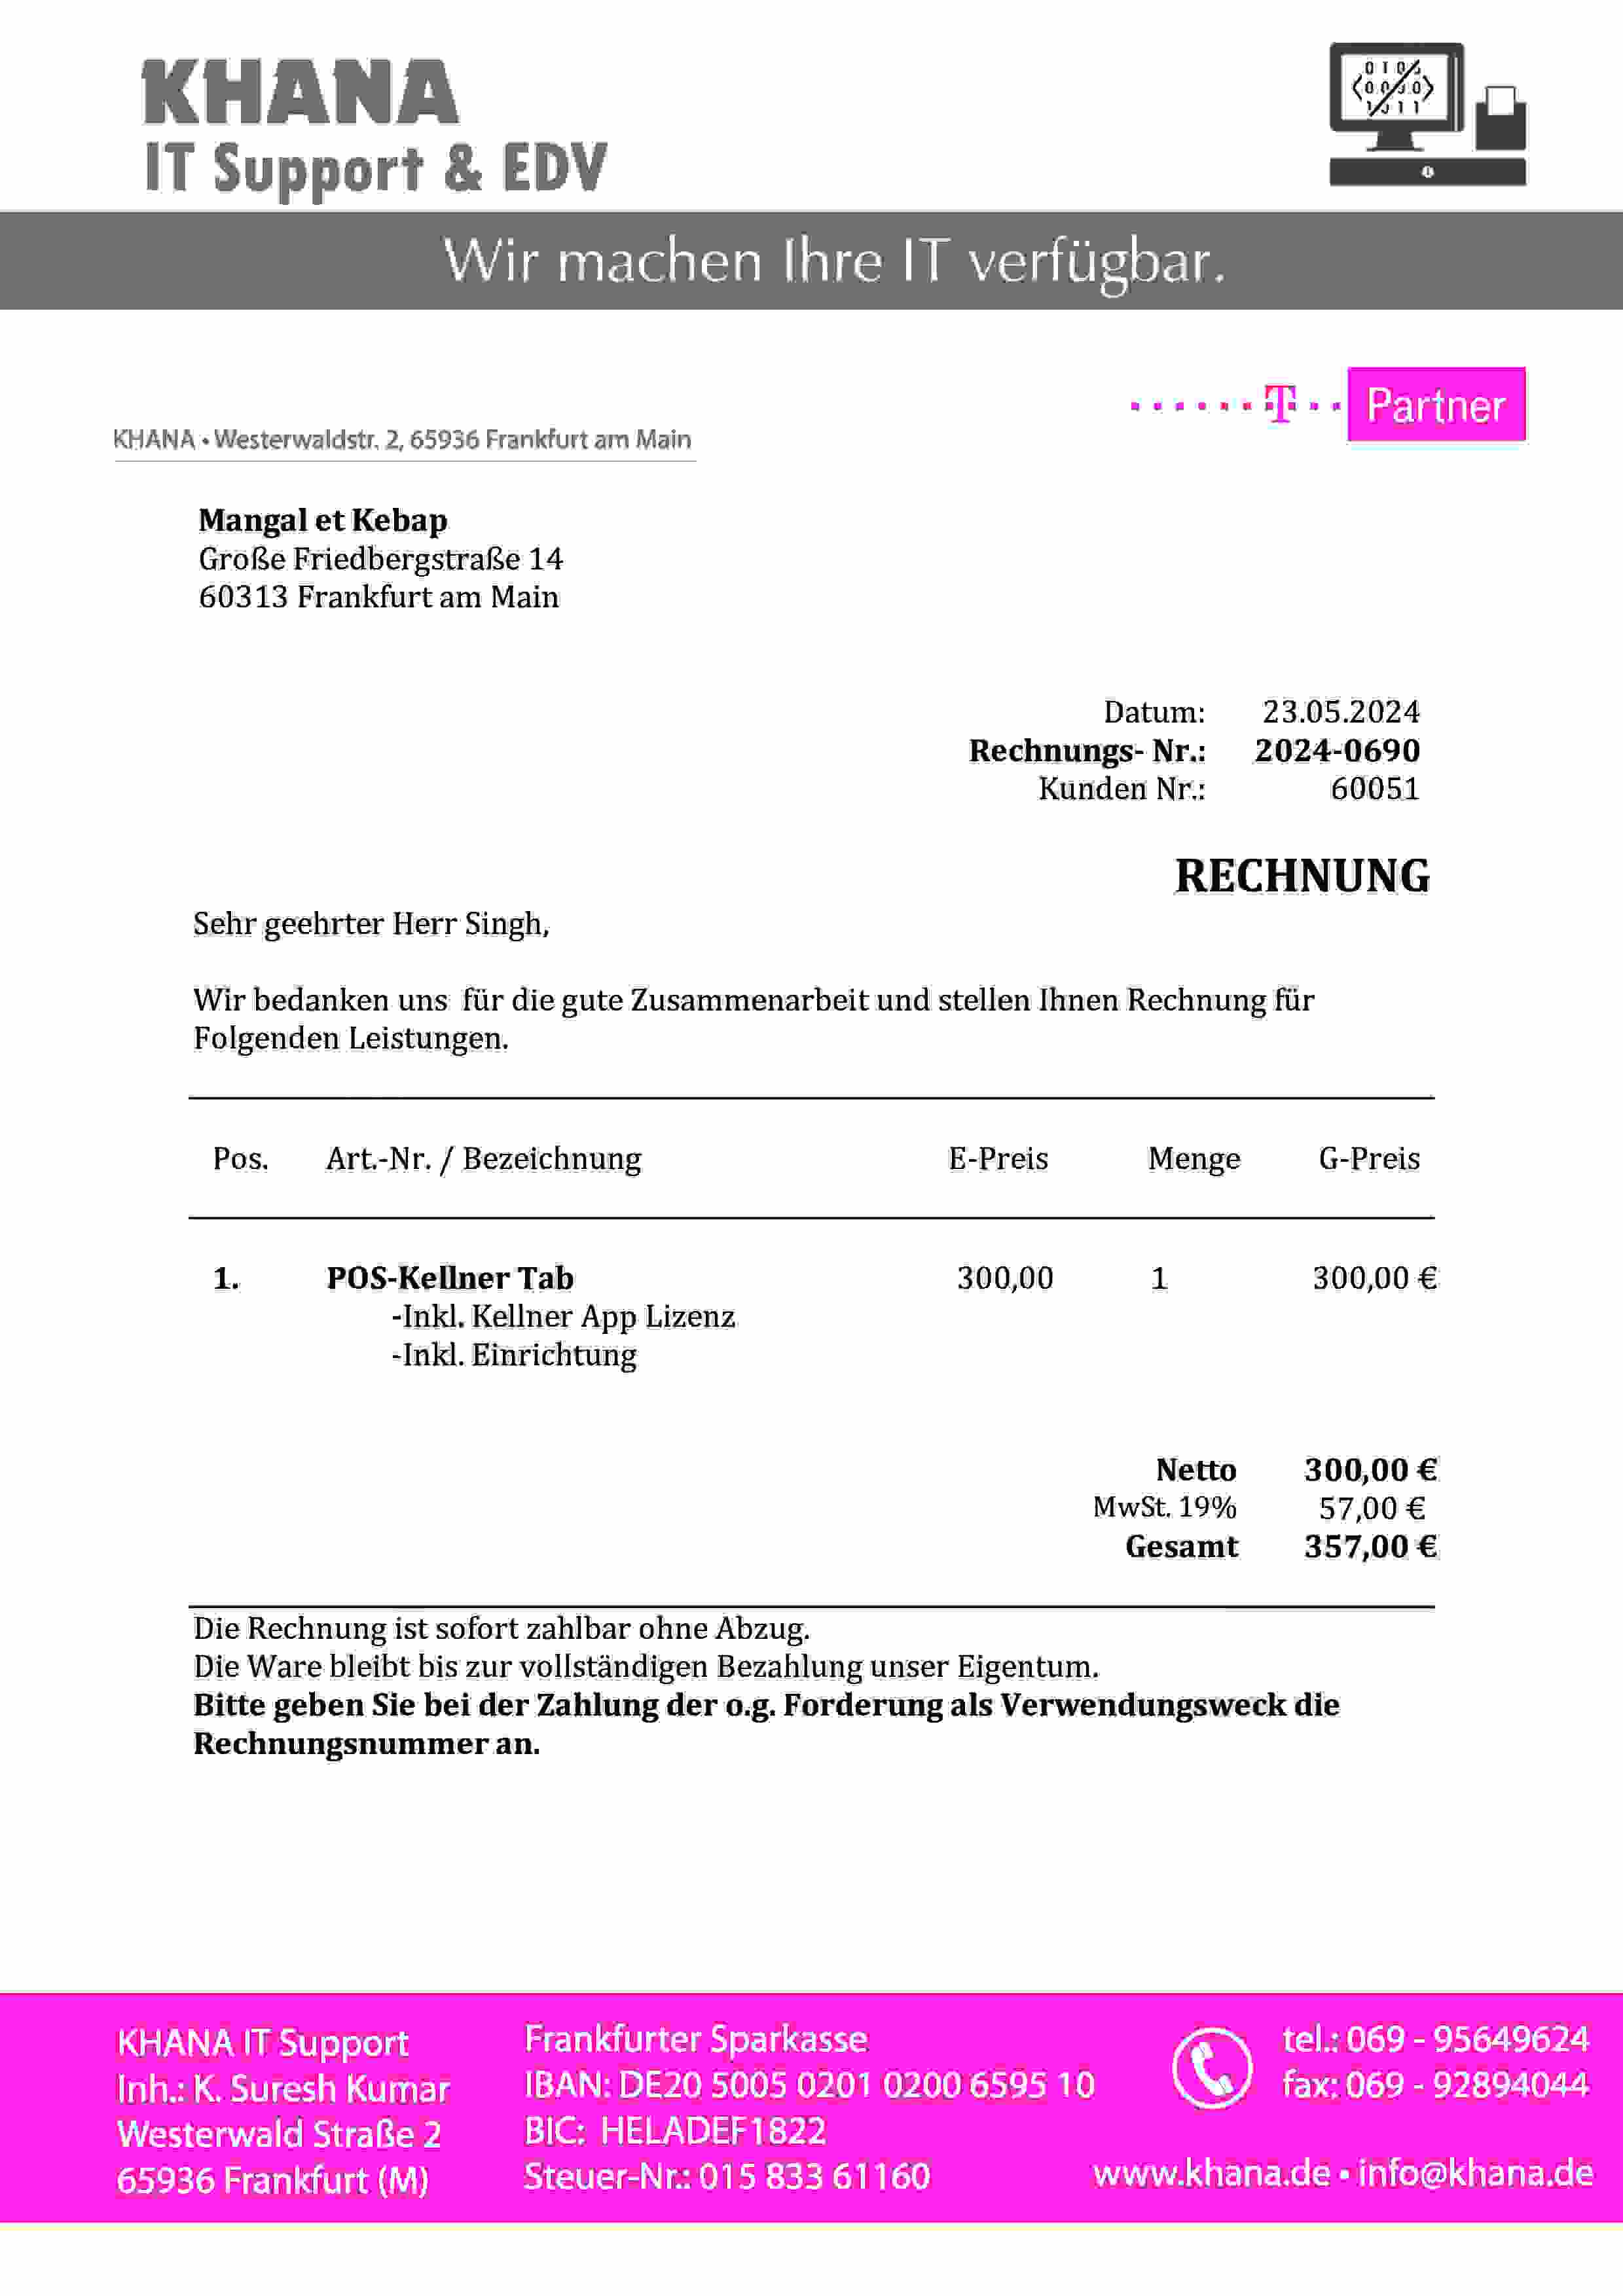 KHANA
IT Support & EDV
Wir machen Ihre IT verfügbar.
T Partner
KHANA • Westerwaldstr. 2, 65936 Frankfurt am Main
Mangal et Kebap
Große Friedbergstraße 14
60313 Frankfurt am Main
Datum: 23.05.2024
Rechnungs- Nr.: 2024-0690
Kunden Nr.: 60051
RECHNUNG
Sehr geehrter Herr Singh,
Wir bedanken uns für die gute Zusammenarbeit und stellen Ihnen Rechnung für
Folgenden Leistungen.
Pos. Art.-Nr. / Bezeichnung E-Preis Menge G-Preis
1. POS-Kellner Tab 300,00 1 300,00 €
-Inkl. Kellner App Lizenz
-Inkl. Einrichtung
Netto 300,00 €
MwSt. 19% 57,00 €
Gesamt 357,00 €
Die Rechnung ist sofort zahlbar ohne Abzug.
Die Ware bleibt bis zur vollständigen Bezahlung unser Eigentum.
Bitte geben Sie bei der Zahlung der o.g. Forderung als Verwendungsweck die
Rechnungsnummer an.
KHANA IT Support
Inh.: K. Suresh Kumar
Westerwald Straße 2
65936 Frankfurt (M)
Frankfurter Sparkasse
IBAN: DE20 5005 0201 0200 6595 10
BIC: HELADEF1822
Steuer-Nr.: 015 833 61160
tel.: 069 - 95649624
fax: 069 - 92894044
www.khana.de • info@khana.de